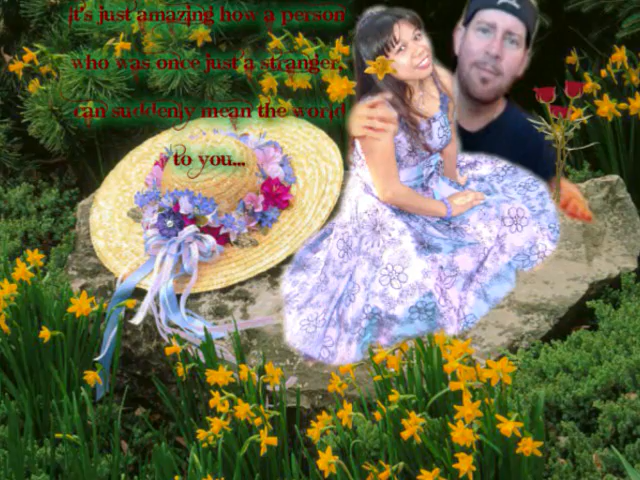 it's just amazing how a person
who was once just a stranger,
can suddenly mean the world
to you...